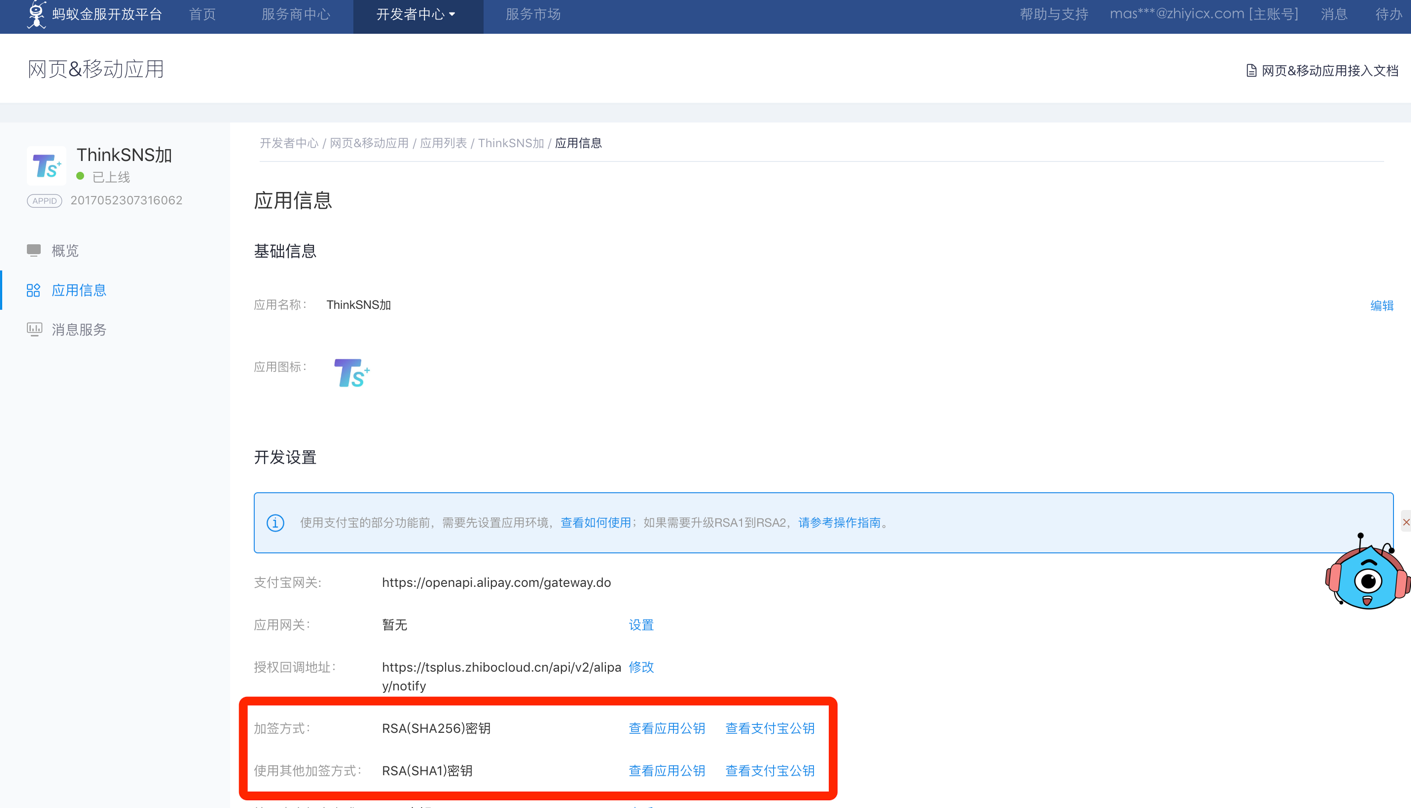 蚂蚁金服开放平台 首页 服务商中心 开发者中心 服务市场 帮助与支持 mas***@zhiyicx.com [主账号] 消息 待办
网页&移动应用
网页&移动应用接入文档
Ts+
ThinkSNS加
已上线
APPID 2017052307316062
概览
应用信息
消息服务
开发者中心 / 网页&移动应用 / 应用列表 / ThinkSNS加 / 应用信息
应用信息
基础信息
应用名称： ThinkSNS加 编辑
应用图标： Ts+
开发设置
使用支付宝的部分功能前，需要先设置应用环境，查看如何使用；如果需要升级RSA1到RSA2，请参考操作指南。
支付宝网关: https://openapi.alipay.com/gateway.do
应用网关： 暂无 设置
授权回调地址： https://tsplus.zhibocloud.cn/api/v2/alipa 修改
y/notify
加签方式： RSA(SHA256)密钥 查看应用公钥 查看支付宝公钥
使用其他加签方式： RSA(SHA1)密钥 查看应用公钥 查看支付宝公钥